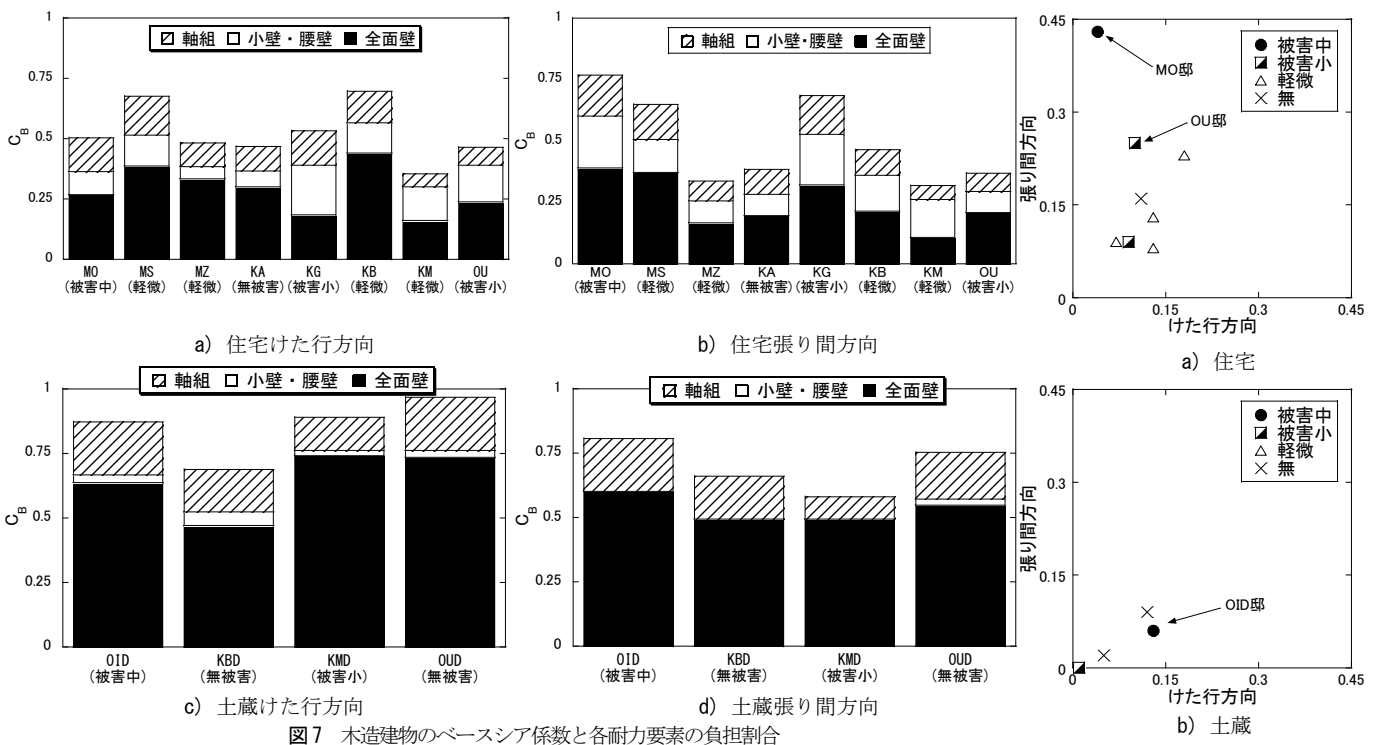 1
0.75
0.5
0.25
0
C_B
軸組 小壁・腰壁 全面壁
MO MS MZ KA KG KB KM OU
(被害中) (軽微) (軽微) (無被害) (被害小) (軽微) (軽微) (被害小)
a) 住宅けた行方向
1
0.75
0.5
0.25
0
C_B
軸組 小壁・腰壁 全面壁
MO MS MZ KA KG KB KM OU
(被害中) (軽微) (軽微) (無被害) (被害小) (軽微) (軽微) (被害小)
b) 住宅張り間方向
0.45
0.3
0.15
0
張り間方向
被害中
被害小
軽微
無
MO邸
OU邸
0 0.15 0.3 0.45
けた行方向
a) 住宅
1
0.75
0.5
0.25
0
C_B
軸組 小壁・腰壁 全面壁
OID KBD KMD OUD
(被害中) (無被害) (被害小) (無被害)
c) 土蔵けた行方向
1
0.75
0.5
0.25
0
C_B
軸組 小壁・腰壁 全面壁
OID KBD KMD OUD
(被害中) (無被害) (被害小) (無被害)
d) 土蔵張り間方向
0.45
0.3
0.15
0
張り間方向
被害中
被害小
軽微
無
OID邸
0 0.15 0.3 0.45
けた行方向
b) 土蔵
図7 木造建物のベースシア係数と各耐力要素の負担割合